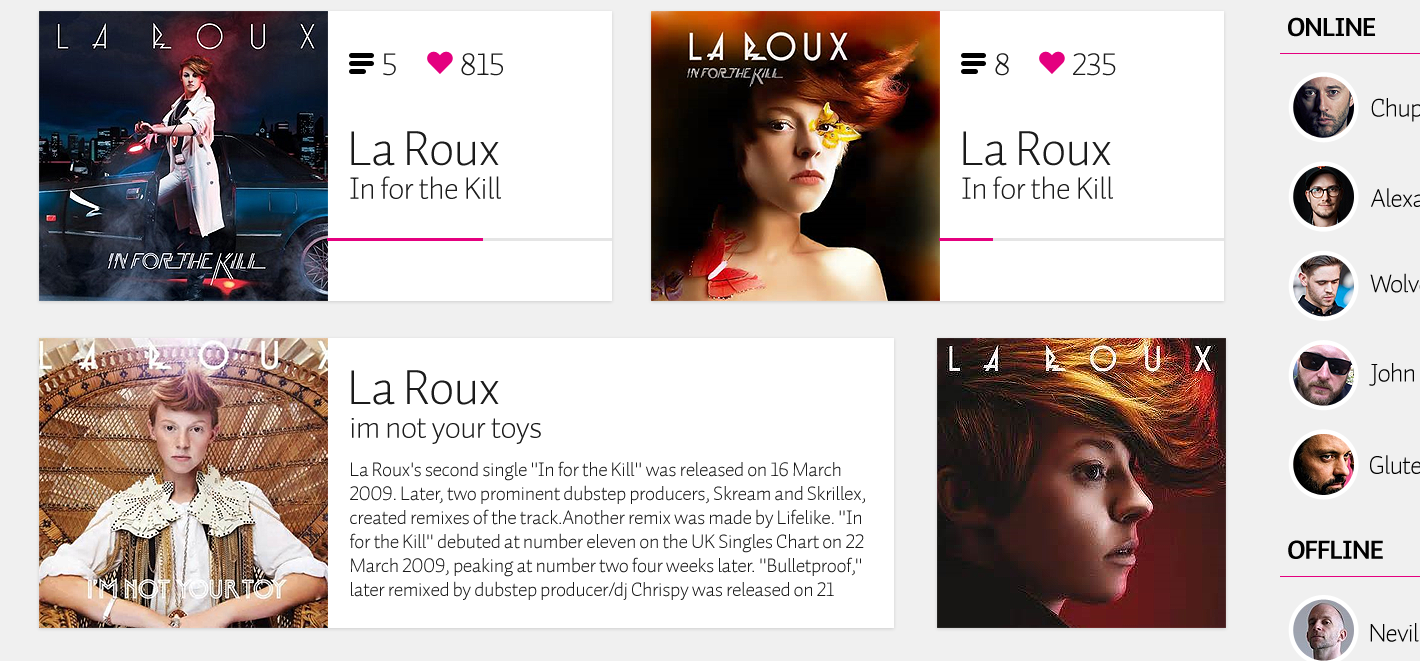 LA ROUX
IN FOR THE KILL
5 815
La Roux
In for the Kill
LA ROUX
IN FOR THE KILL
8 235
La Roux
In for the Kill
LA ROUX
I'M NOT YOUR TOY
La Roux
im not your toys
La Roux's second single "In for the Kill" was released on 16 March
2009. Later, two prominent dubstep producers, Skream and Skrillex,
created remixes of the track.Another remix was made by Lifelike. "In
for the Kill" debuted at number eleven on the UK Singles Chart on 22
March 2009, peaking at number two four weeks later. "Bulletproof,"
later remixed by dubstep producer/dj Chrispy was released on 21
LA ROUX
ONLINE
Chup
Alexa
Wolv
John
Glute
OFFLINE
Nevil